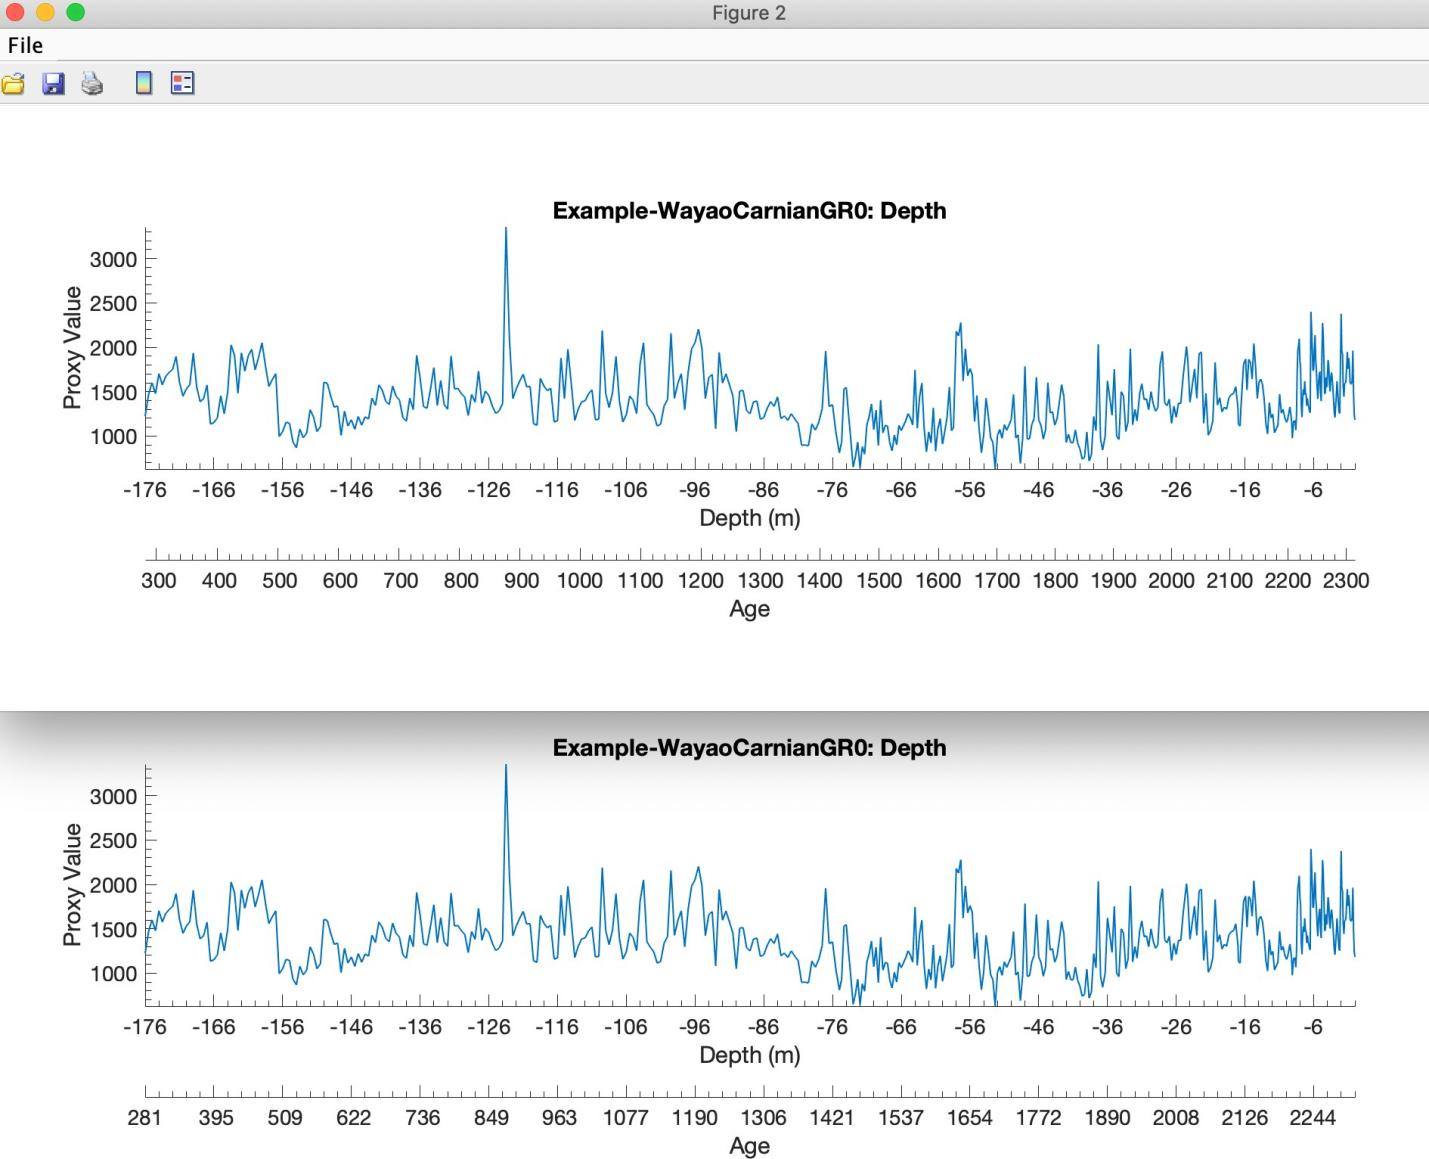 Figure 2
File
Example-WayaoCarnianGR0: Depth
Proxy Value
3000
2500
2000
1500
1000
-176 -166 -156 -146 -136 -126 -116 -106 -96 -86 -76 -66 -56 -46 -36 -26 -16 -6
Depth (m)
300 400 500 600 700 800 900 1000 1100 1200 1300 1400 1500 1600 1700 1800 1900 2000 2100 2200 2300
Age
Example-WayaoCarnianGR0: Depth
Proxy Value
3000
2500
2000
1500
1000
-176 -166 -156 -146 -136 -126 -116 -106 -96 -86 -76 -66 -56 -46 -36 -26 -16 -6
Depth (m)
281 395 509 622 736 849 963 1077 1190 1306 1421 1537 1654 1772 1890 2008 2126 2244
Age